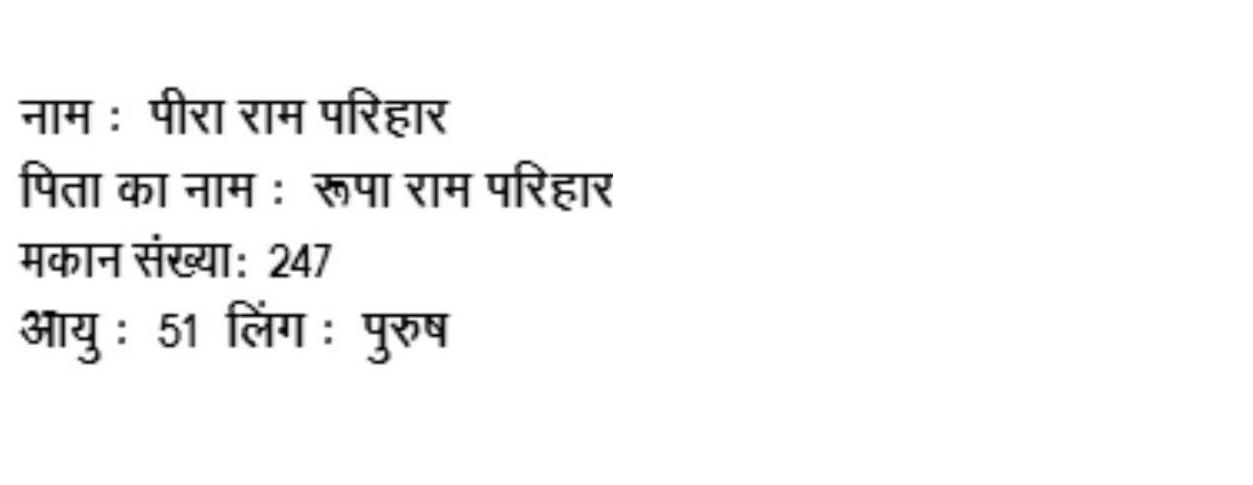 नाम : पीरा राम परिहार
पिता का नाम : रूपा राम परिहार
मकान संख्या: 247
आयु : 51 लिंग : पुरुष